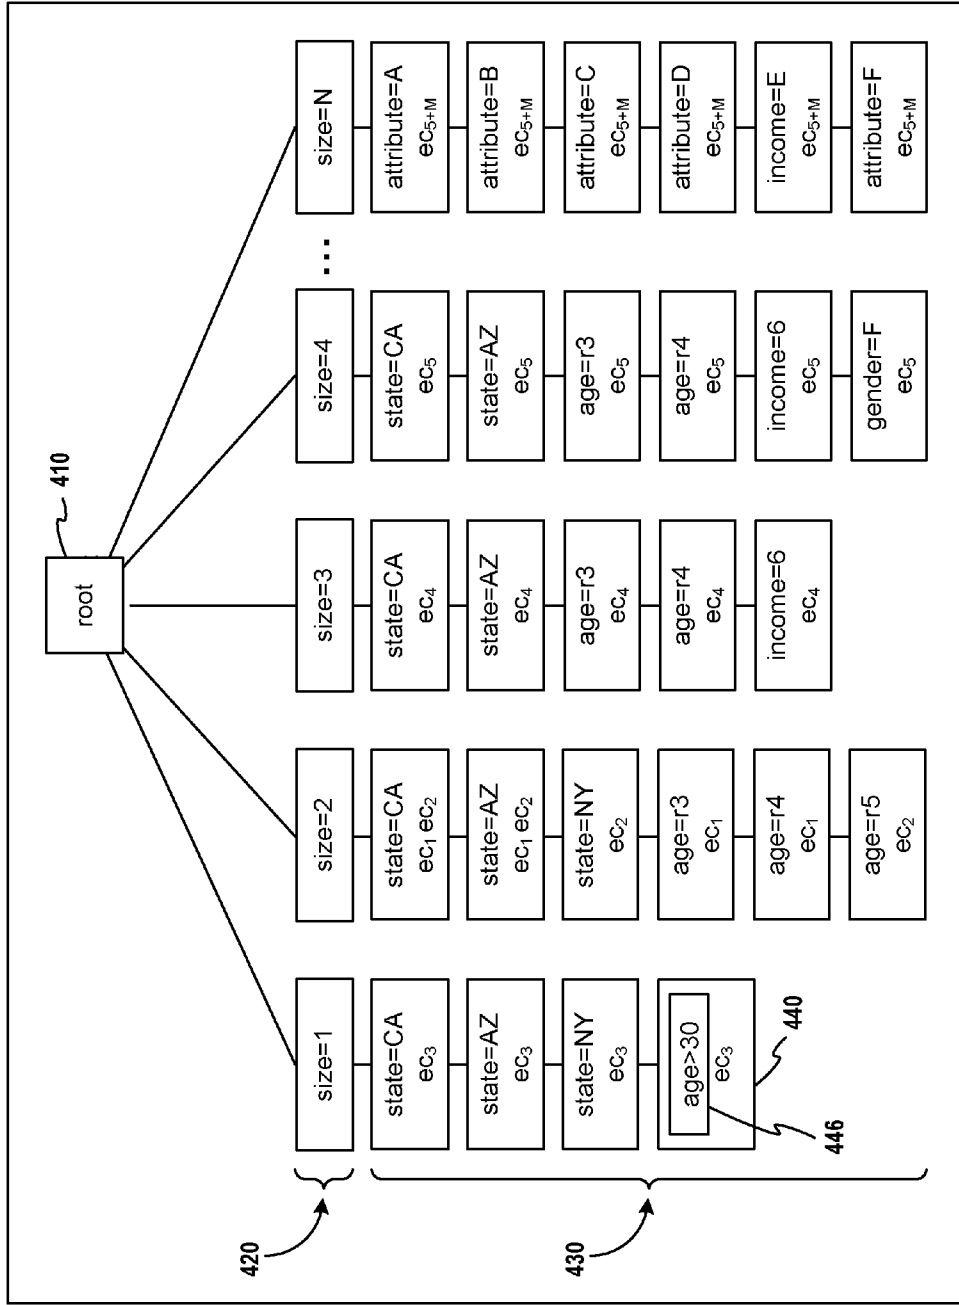 root
410
size=1
size=2
size=3
size=4
...
size=N
420
state=CA
ec3
state=AZ
ec3
state=NY
ec3
age>30
ec3
440
446
430
state=CA
ec1 ec2
state=AZ
ec1 ec2
state=NY
ec2
age=r3
ec1
age=r4
ec1
age=r5
ec2
state=CA
ec4
state=AZ
ec4
age=r3
ec4
age=r4
ec4
income=6
ec4
state=CA
ec5
state=AZ
ec5
age=r3
ec5
age=r4
ec5
income=6
ec5
gender=F
ec5
attribute=A
ec5+M
attribute=B
ec5+M
attribute=C
ec5+M
attribute=D
ec5+M
income=E
ec5+M
attribute=F
ec5+M